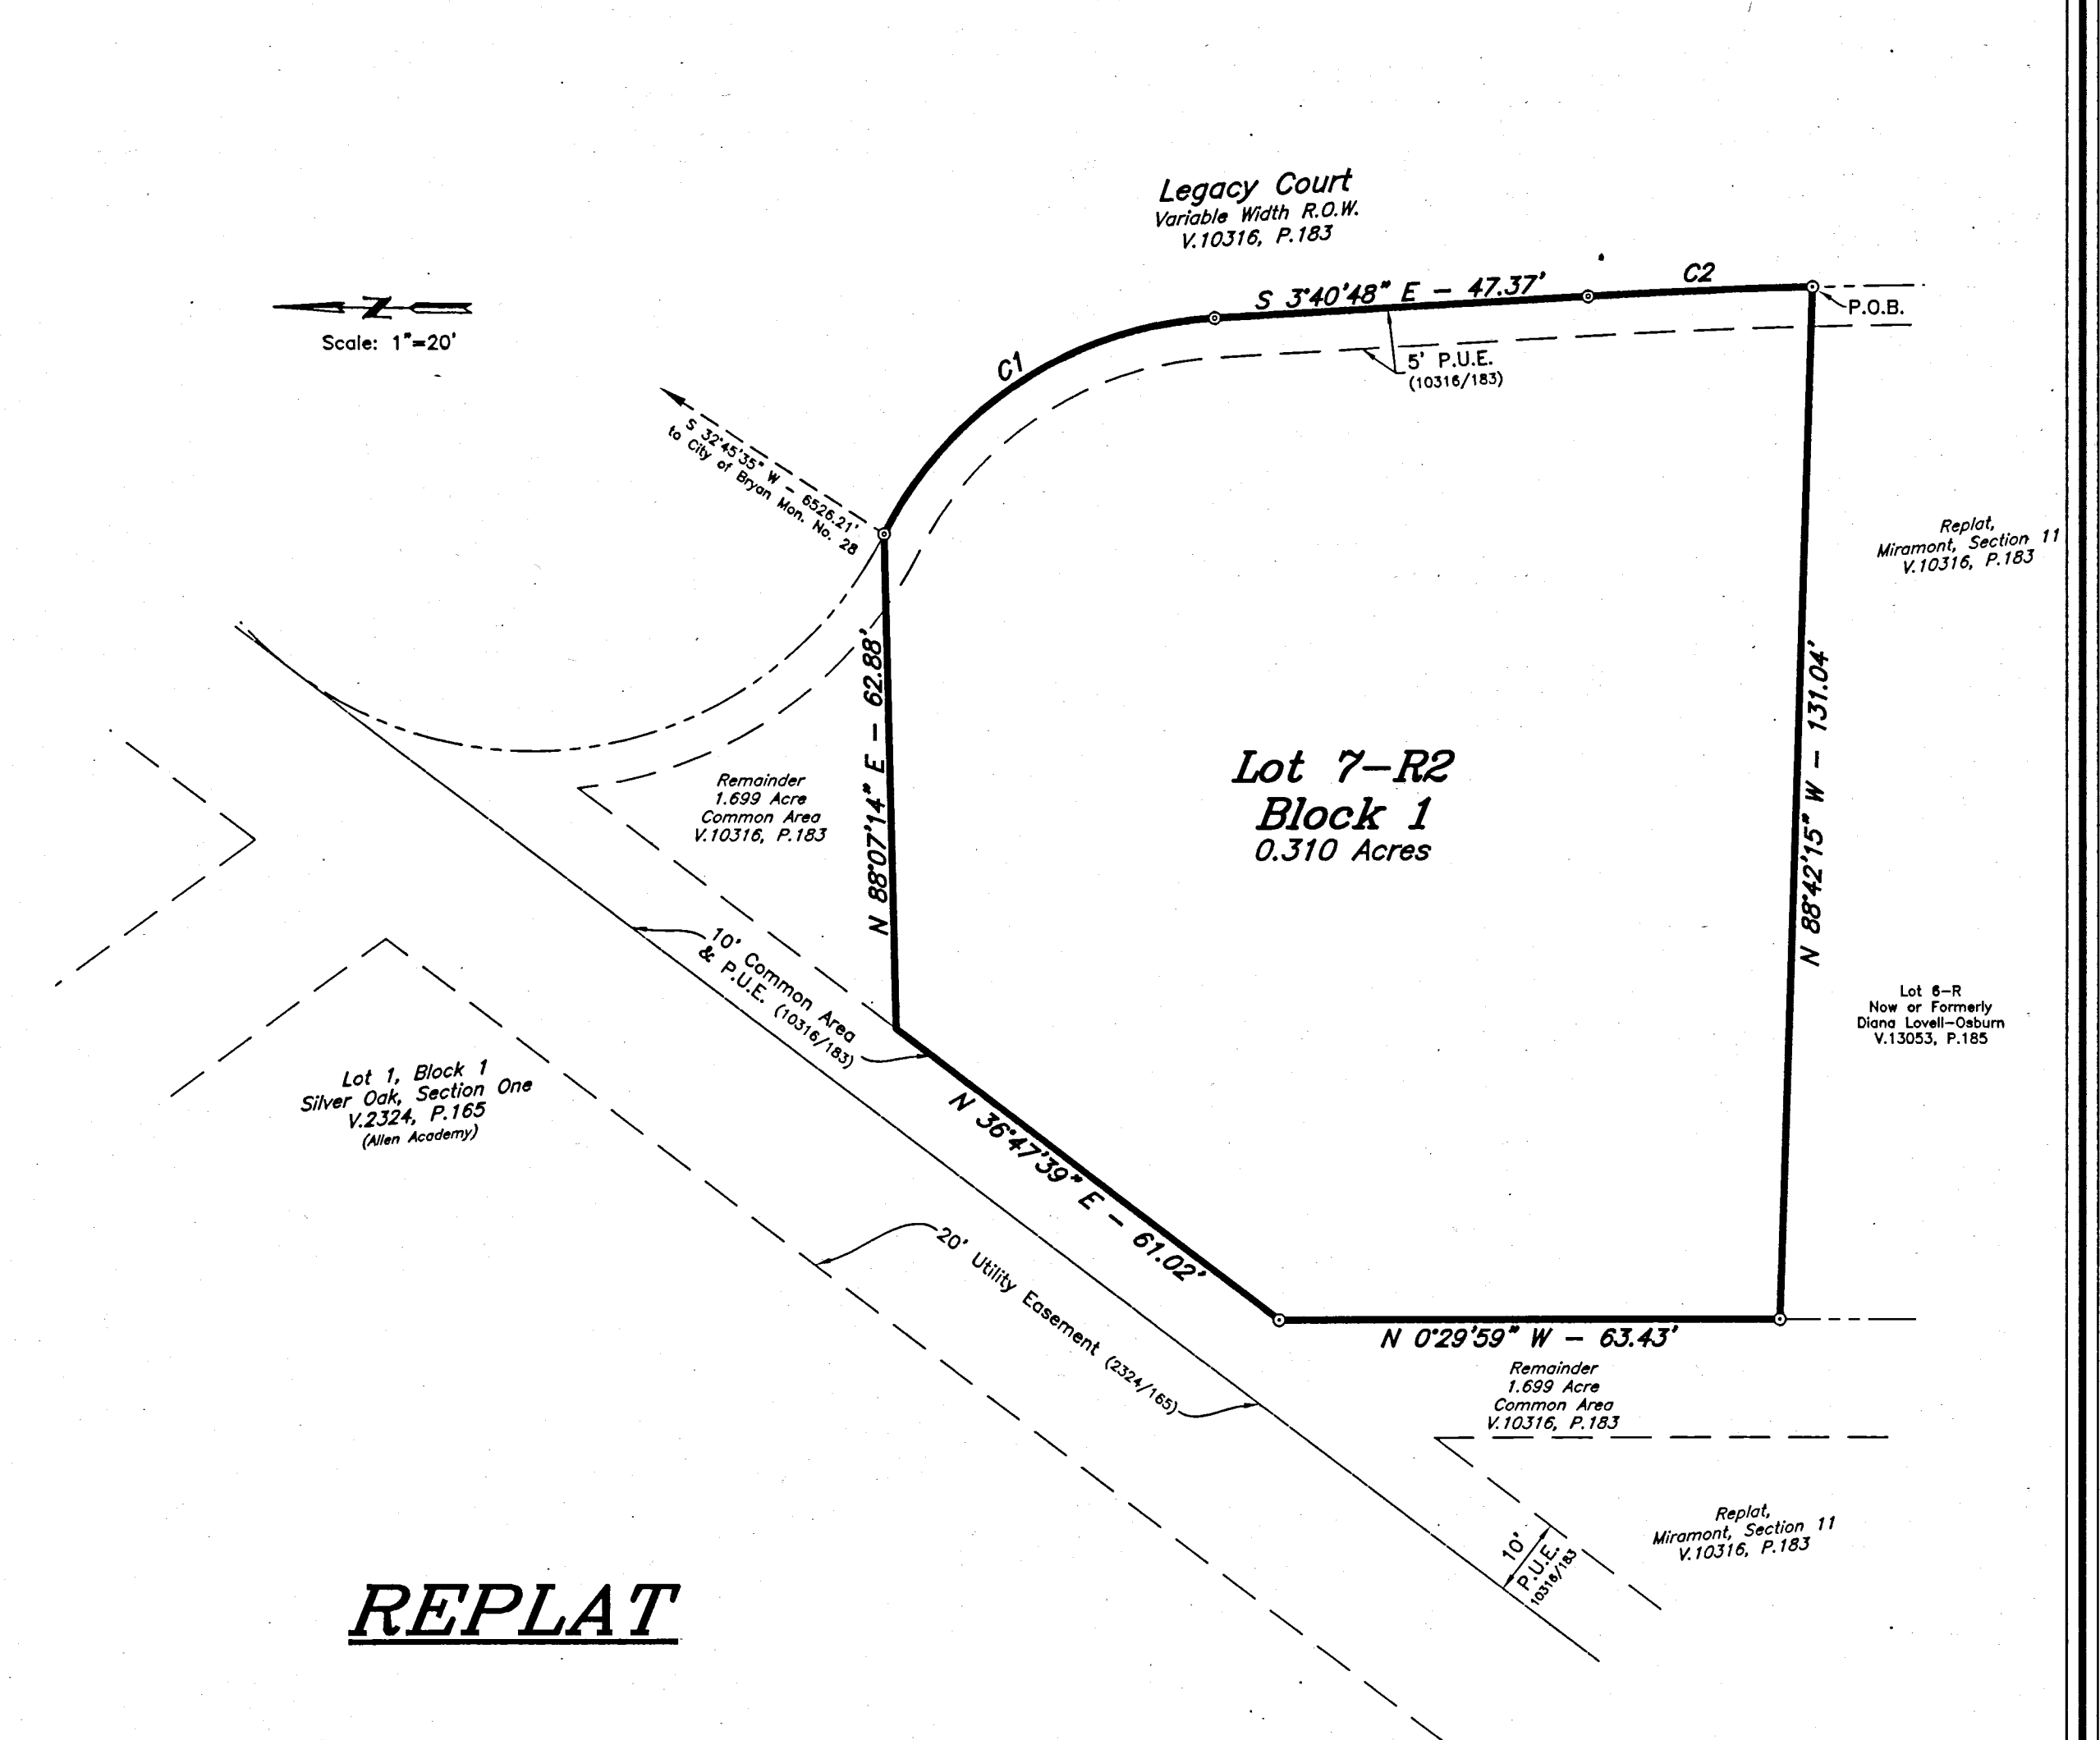 Legacy Court
Variable Width R.O.W.
V.10316, P.183
N
Scale: 1"=20'
C1
S 3°40'48" E – 47.37'
C2
P.O.B.
5' P.U.E.
(10316/183)
S 32°45'35" W – 6526.21'
to City of Bryan Mon. No. 28
Replat,
Miramont, Section 11
V.10316, P.183
N 88°07'14" E – 62.88'
N 88°42'15" W – 131.04'
Lot 7–R2
Block 1
0.310 Acres
Remainder
1.699 Acre
Common Area
V.10316, P.183
10' Common Area
& P.U.E. (10316/183)
Lot 6–R
Now or Formerly
Diana Lovell–Osburn
V.13053, P.185
Lot 1, Block 1
Silver Oak, Section One
V.2324, P.165
(Allen Academy)
N 36°47'39" E – 61.02'
20' Utility Easement (2324/165)
N 0°29'59" W – 63.43'
Remainder
1.699 Acre
Common Area
V.10316, P.183
Replat,
Miramont, Section 11
V.10316, P.183
10'
P.U.E.
10316/183
REPLAT